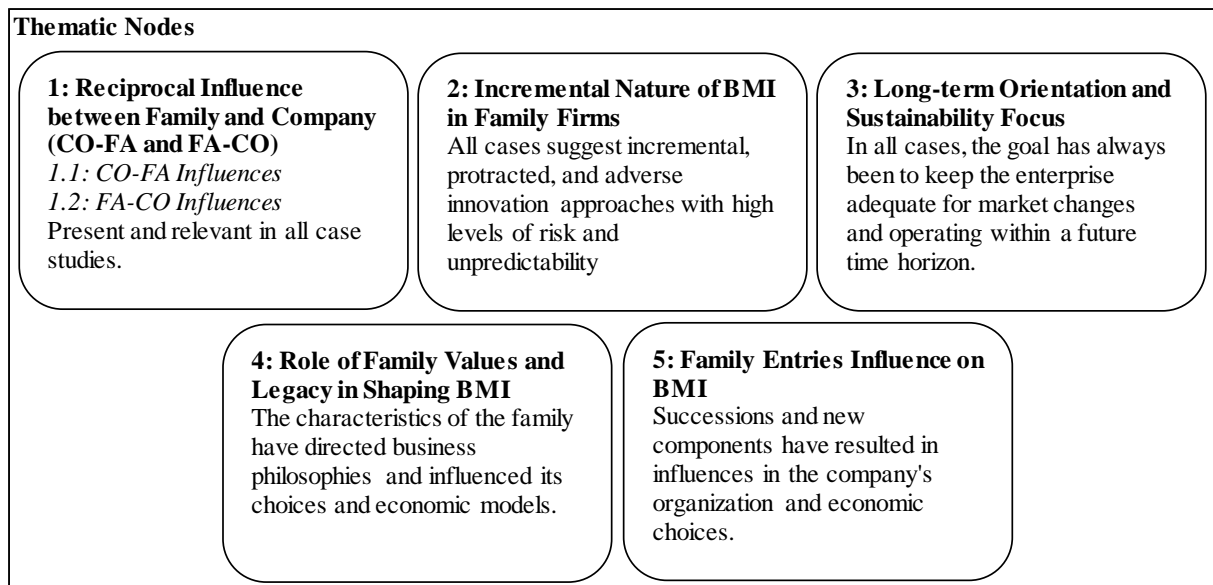 Thematic Nodes
1: Reciprocal Influence
between Family and Company
(CO-FA and FA-CO)
1.1: CO-FA Influences
1.2: FA-CO Influences
Present and relevant in all case
studies.
2: Incremental Nature of BMI
in Family Firms
All cases suggest incremental,
protracted, and adverse
innovation approaches with high
levels of risk and
unpredictability
3: Long-term Orientation and
Sustainability Focus
In all cases, the goal has always
been to keep the enterprise
adequate for market changes
and operating within a future
time horizon.
4: Role of Family Values and
Legacy in Shaping BMI
The characteristics of the family
have directed business
philosophies and influenced its
choices and economic models.
5: Family Entries Influence on
BMI
Successions and new
components have resulted in
influences in the company's
organization and economic
choices.